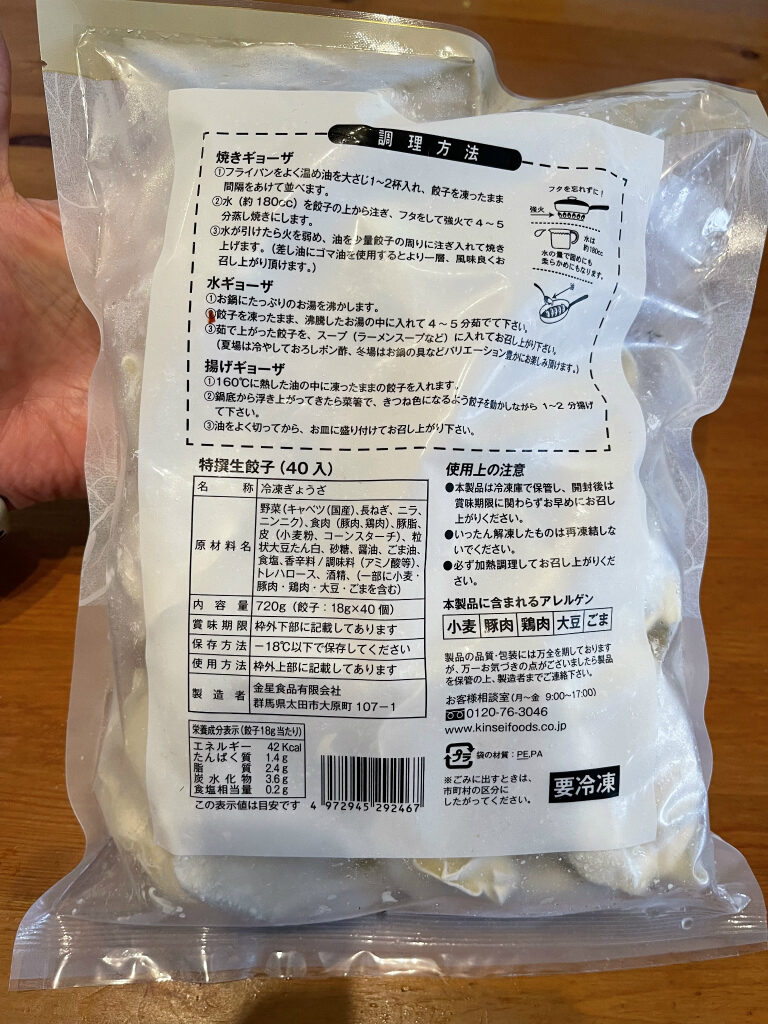 調理方法
焼きギョーザ
①フライパンをよく温め油を大さじ1〜2杯入れ、餃子を凍ったまま
間隔をあけて並べます。
②水（約180cc）を餃子の上から注ぎ、フタをして強火で4〜5
分蒸し焼きにします。
③水が引けたら火を弱め、油を少量餃子の周りに注ぎ入れて焼き
上げます。（差し油にゴマ油を使用するとより一層、風味良くお
召し上がり頂けます。）
フタを忘れずに！
強火
水は
約180cc
水の量で固めにも
柔らかめにもなります。
水ギョーザ
①お鍋にたっぷりのお湯を沸かします。
②餃子を凍ったまま、沸騰したお湯の中に入れて4〜5分茹でて下さい。
③茹で上がった餃子を、スープ（ラーメンスープなど）に入れてお召し上がり下さい。
（夏場は冷やしておろしポン酢、冬場はお鍋の具などバリエーション豊かにお楽しみ頂けます。）
揚げギョーザ
①160℃に熱した油の中に凍ったままの餃子を入れます。
②鍋底から浮き上がってきたら菜箸で、きつね色になるよう餃子を動かしながら1〜2分揚げ
て下さい。
③油をよく切ってから、お皿に盛り付けてお召し上がり下さい。
特撰生餃子（40入）
名称 冷凍ぎょうざ
原材料名 野菜（キャベツ（国産）、長ねぎ、ニラ、
ニンニク）、食肉（豚肉、鶏肉）、豚脂、
皮（小麦粉、コーンスターチ）、粒
状大豆たん白、砂糖、醤油、ごま油、
食塩、香辛料/調味料（アミノ酸等）、
トレハロース、酒精、（一部に小麦・
豚肉・鶏肉・大豆・ごまを含む）
内容量 720g（餃子：18g×40個）
賞味期限 枠外下部に記載してあります
保存方法 −18℃以下で保存してください
使用方法 枠外上部に記載してあります
製造者 金星食品有限会社
群馬県太田市大原町107−1
栄養成分表示（餃子18g当たり）
エネルギー 42Kcal
たんぱく質 1.4g
脂質 2.4g
炭水化物 3.6g
食塩相当量 0.2g
この表示値は目安です
4 972945 292467
使用上の注意
●本製品は冷凍庫で保管し、開封後は
賞味期限に関わらずお早めにお召し
上がりください。
●いったん解凍したものは再凍結しな
いでください。
●必ず加熱調理してお召し上がりくだ
さい。
本製品に含まれるアレルゲン
小麦 豚肉 鶏肉 大豆 ごま
製品の品質・包装には万全を期しております
が、万一お気づきの点がございましたら製品
を保管の上、製造者までご連絡下さい。
お客様相談室（月〜金 9:00〜17:00）
0120-76-3046
www.kinseifoods.co.jp
プラ 袋の材質：PE,PA
※ごみに出すときは、
市町村の区分に
したがってください。
要冷凍